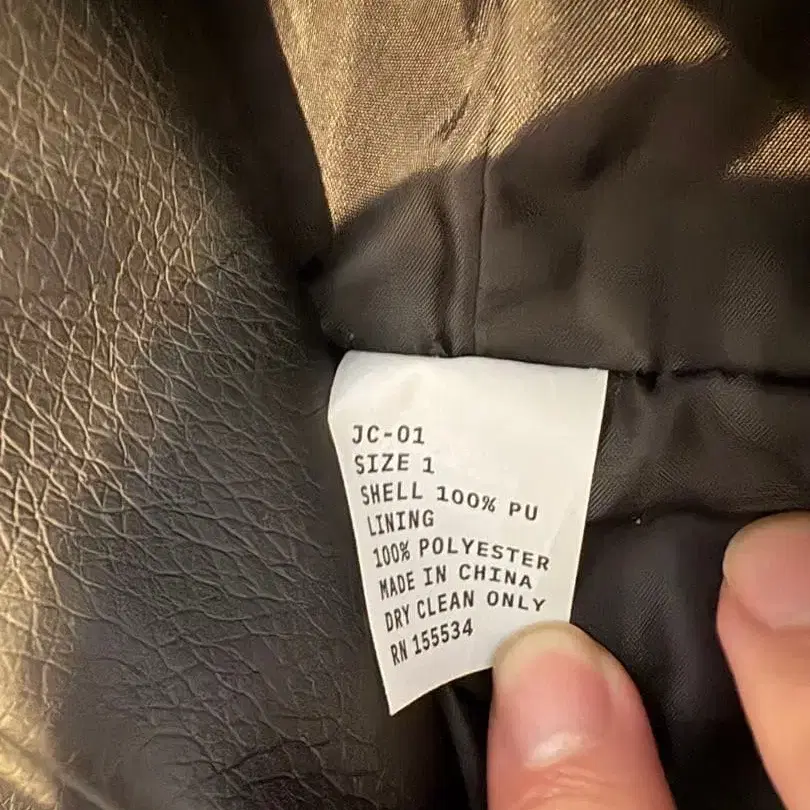 JC-01
SIZE 1
SHELL 100% PU
LINING
100% POLYESTER
MADE IN CHINA
DRY CLEAN ONLY
RN 155534